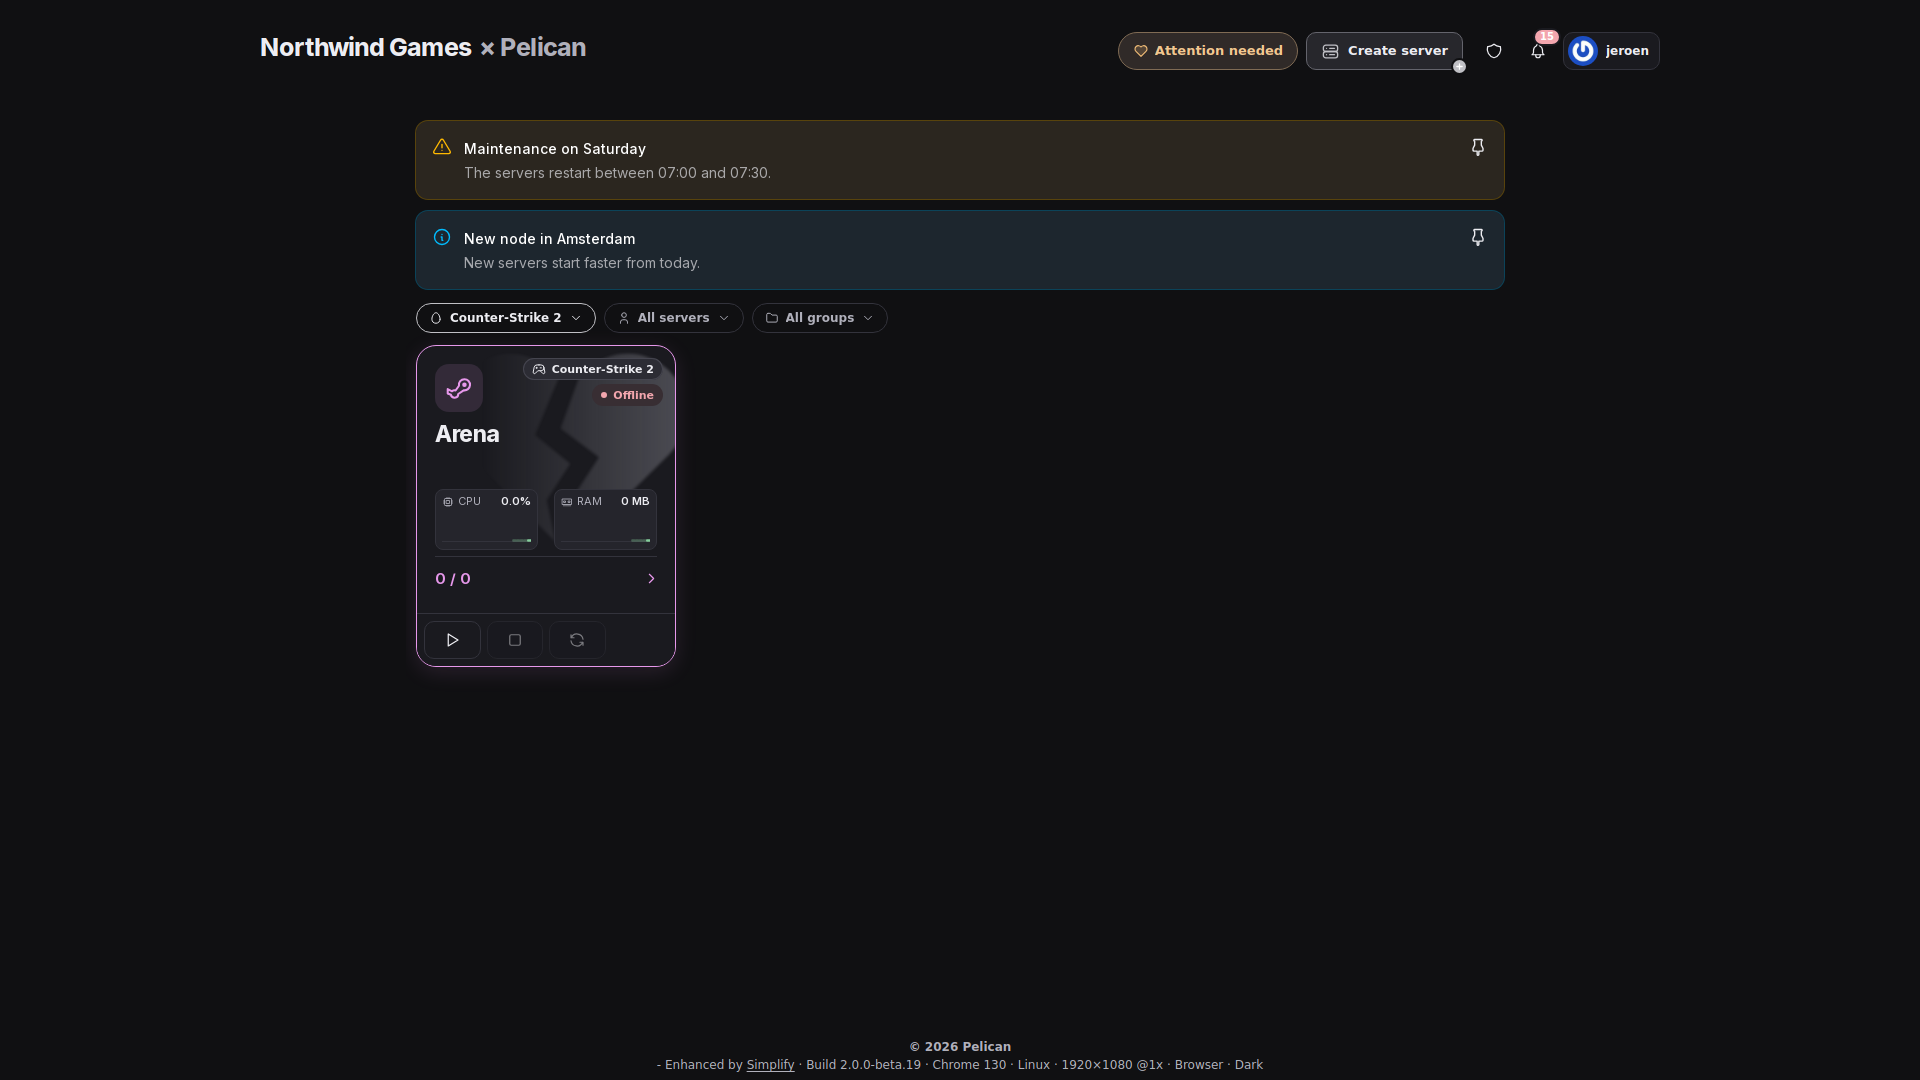 Northwind Games × Pelican
Attention needed
Create server
15
jeroen
Maintenance on Saturday
The servers restart between 07:00 and 07:30.
New node in Amsterdam
New servers start faster from today.
Counter-Strike 2
All servers
All groups
Counter-Strike 2
Offline
Arena
CPU 0.0%
RAM 0 MB
0 / 0
© 2026 Pelican
- Enhanced by Simplify · Build 2.0.0-beta.19 · Chrome 130 · Linux · 1920×1080 @1x · Browser · Dark